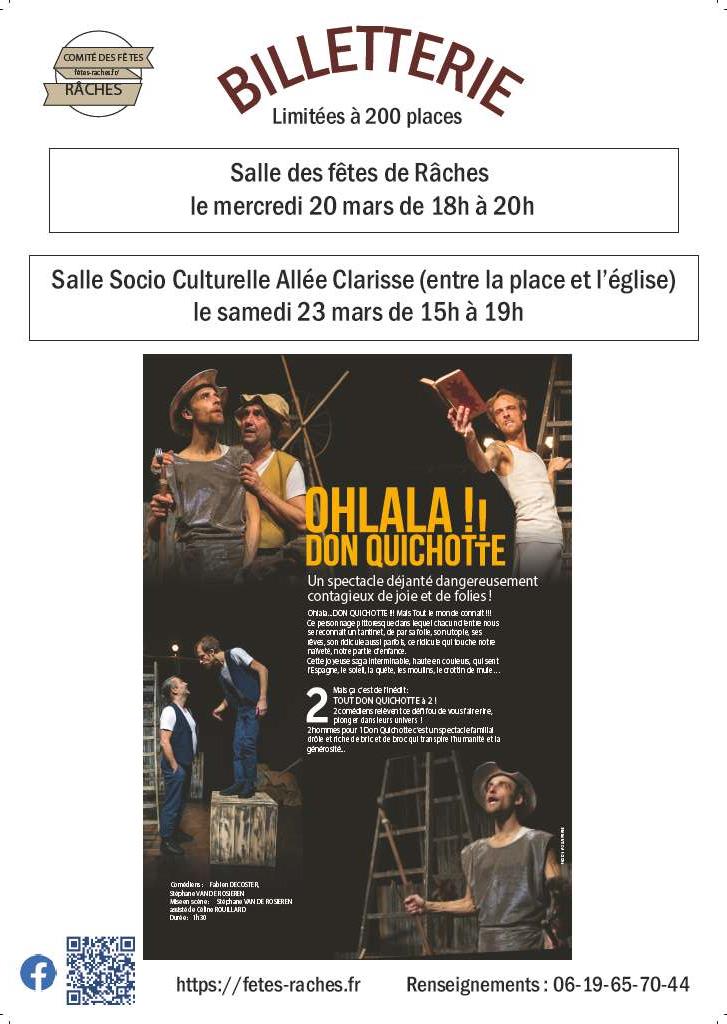 COMITÉ DES FÊTES
fêtes-raches.fr/
RÂCHES
BILLETTERIE
Limitées à 200 places
Salle des fêtes de Râches
le mercredi 20 mars de 18h à 20h
Salle Socio Culturelle Allée Clarisse (entre la place et l'église)
le samedi 23 mars de 15h à 19h
OHLALA !!
DON QUICHOTTE
Un spectacle déjanté dangereusement
contagieux de joie et de folies !
Ohlala...DON QUICHOTTE !!! Mais Tout le monde connait !!!
Ce personnage pittoresque dans lequel chacun d'entre nous
se reconnait un tantinet, de par sa folie, son utopie, ses
rêves, son ridicule aussi parfois, ce ridicule qui touche notre
naïveté, notre partie d'enfance.
Cette joyeuse saga interminable, haute en couleurs, qui sent
l'Espagne, le soleil, la quête, les moulins, le crottin de mule...
2
Mais ça c'est de l'inédit :
TOUT DON QUICHOTTE à 2 !
2 comédiens relèvent ce défi fou de vous faire rire,
plonger dans leurs univers !
2 hommes pour 1 Don Quichotte c'est un spectacle familial
drôle et riche de bric et de broc qui transpire l'humanité et la
générosité...
Comédiens : Fabien DECOSTER,
Stéphane VAN DE ROSIEREN
Mise en scène : Stéphane VAN DE ROSIEREN
assisté de Céline ROUILLARD
Durée : 1h30
https://fetes-raches.fr
Renseignements : 06-19-65-70-44